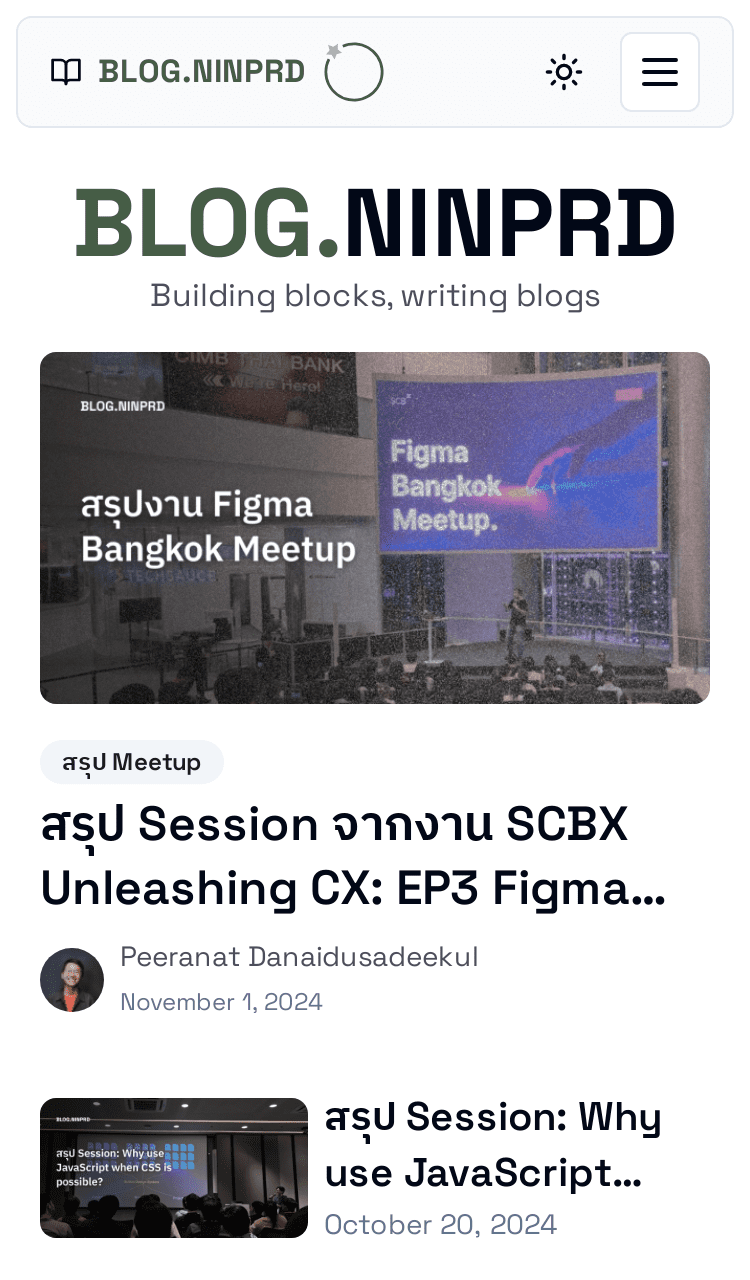 BLOG.NINPRD
BLOG.NINPRD
Building blocks, writing blogs
CIMB THAI BANK
We're Here!
BLOG.NINPRD
SCBX
Figma
Bangkok
Meetup.
สรุปงาน Figma
Bangkok Meetup
TECHSAUCE
สรุป Meetup
สรุป Session จากงาน SCBX
Unleashing CX: EP3 Figma...
Peeranat Danaidusadeekul
November 1, 2024
BLOG.NINPRD
สรุป Session: Why use
JavaScript when CSS is
possible?
สรุป Session: Why
use JavaScript...
October 20, 2024